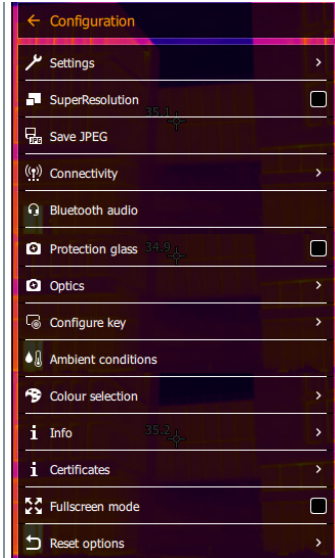 Configuration
Settings
SuperResolution
35.1
Save JPEG
Connectivity
Bluetooth audio
Protection glass
34.9
Optics
Configure key
Ambient conditions
Colour selection
Info
35.2
Certificates
Fullscreen mode
Reset options